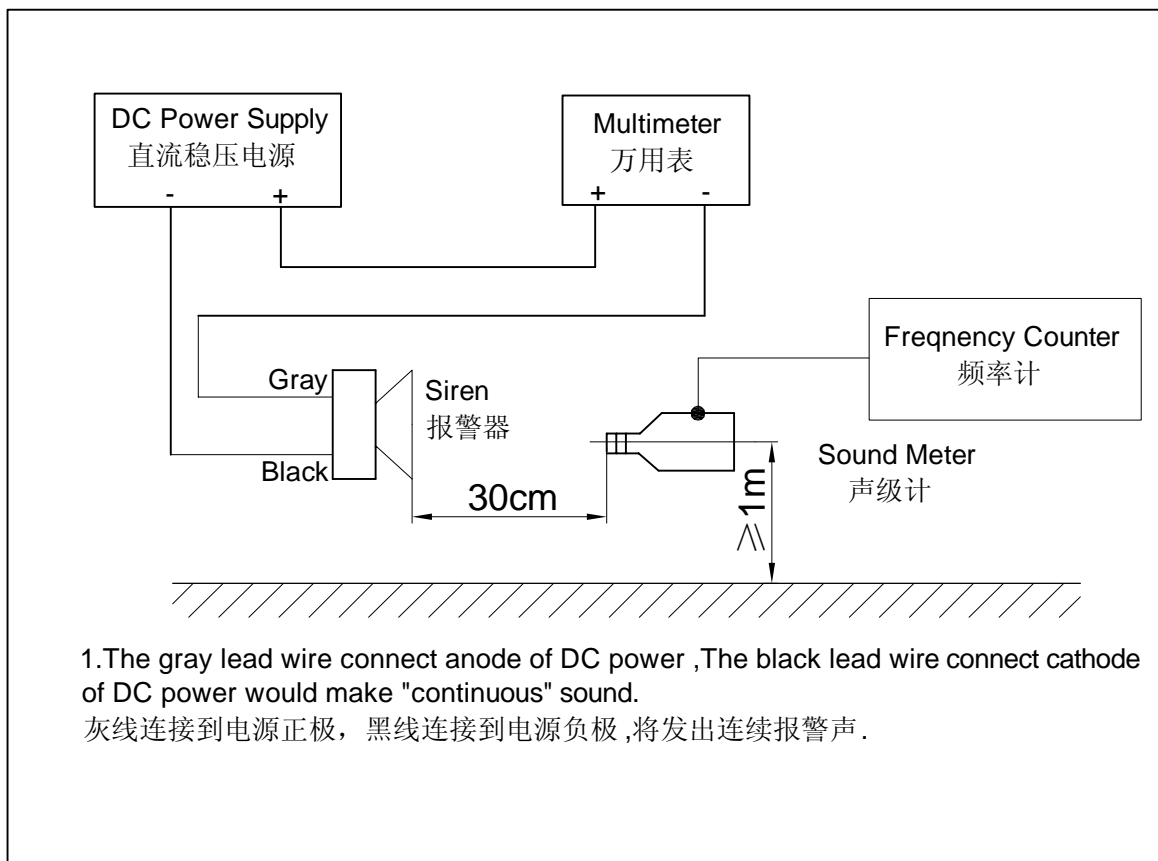 DC Power Supply
直流稳压电源
- +
Multimeter
万用表
+ -
Freqnency Counter
频率计
Gray
Siren
报警器
Black
Sound Meter
声级计
30cm
≥1m
1.The gray lead wire connect anode of DC power ,The black lead wire connect cathode
of DC power would make "continuous" sound.
灰线连接到电源正极，黑线连接到电源负极,将发出连续报警声.